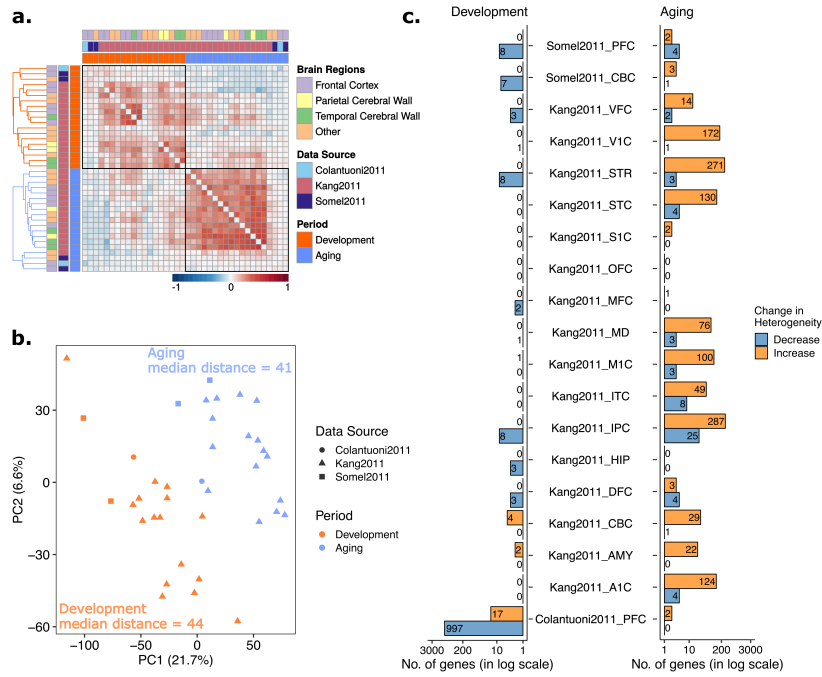 a.
Brain Regions
Frontal Cortex
Parietal Cerebral Wall
Temporal Cerebral Wall
Other
Data Source
Colantuoni2011
Kang2011
Somel2011
Period
Development
Aging
-1 0 1
b.
Aging
median distance = 41
Development
median distance = 44
30
0
−30
−60
PC2 (6.6%)
−100 −50 0 50
PC1 (21.7%)
Data Source
Colantuoni2011
Kang2011
Somel2011
Period
Development
Aging
c.
Development Aging
0 2
8 Somel2011_PFC 4
0 3
7 Somel2011_CBC 1
0 14
3 Kang2011_VFC 2
0 172
1 Kang2011_V1C 1
0 271
8 Kang2011_STR 3
0 130
0 Kang2011_STC 4
0 2
0 Kang2011_S1C 0
0 0
0 Kang2011_OFC 0
0 1
2 Kang2011_MFC 0
0 76
1 Kang2011_MD 3
1 100
0 Kang2011_M1C 3
0 49
0 Kang2011_ITC 8
0 287
8 Kang2011_IPC 25
0 0
3 Kang2011_HIP 0
0 3
3 Kang2011_DFC 4
4 29
0 Kang2011_CBC 1
2 22
0 Kang2011_AMY 0
0 124
0 Kang2011_A1C 4
17 2
997 Colantuoni2011_PFC 0
3000 100 10 1 1 10 100 3000
No. of genes (in log scale) No. of genes (in log scale)
Change in
Heterogeneity
Decrease
Increase